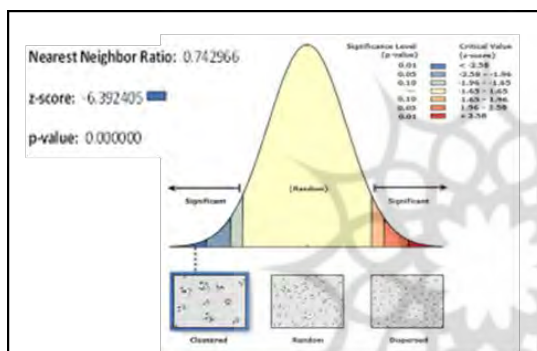 Nearest Neighbor Ratio: 0.742966
z-score: -6.392405
p-value: 0.000000
Significance Level
(p-value)
Critical Value
(z-score)
0.01 < -2.58
0.05 -2.58 - -1.96
0.10 -1.96 - -1.65
— -1.65 - 1.65
0.10 1.65 - 1.96
0.05 1.96 - 2.58
0.01 > 2.58
Significant
(Random)
Significant
Clustered
Random
Dispersed